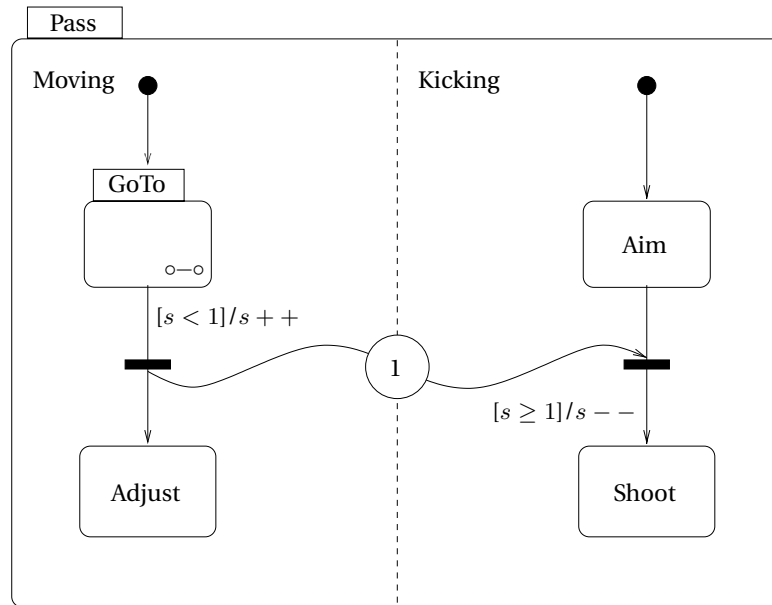 Pass
Moving
Kicking
GoTo
Aim
[s < 1]/s + +
1
[s ≥ 1]/s - -
Adjust
Shoot